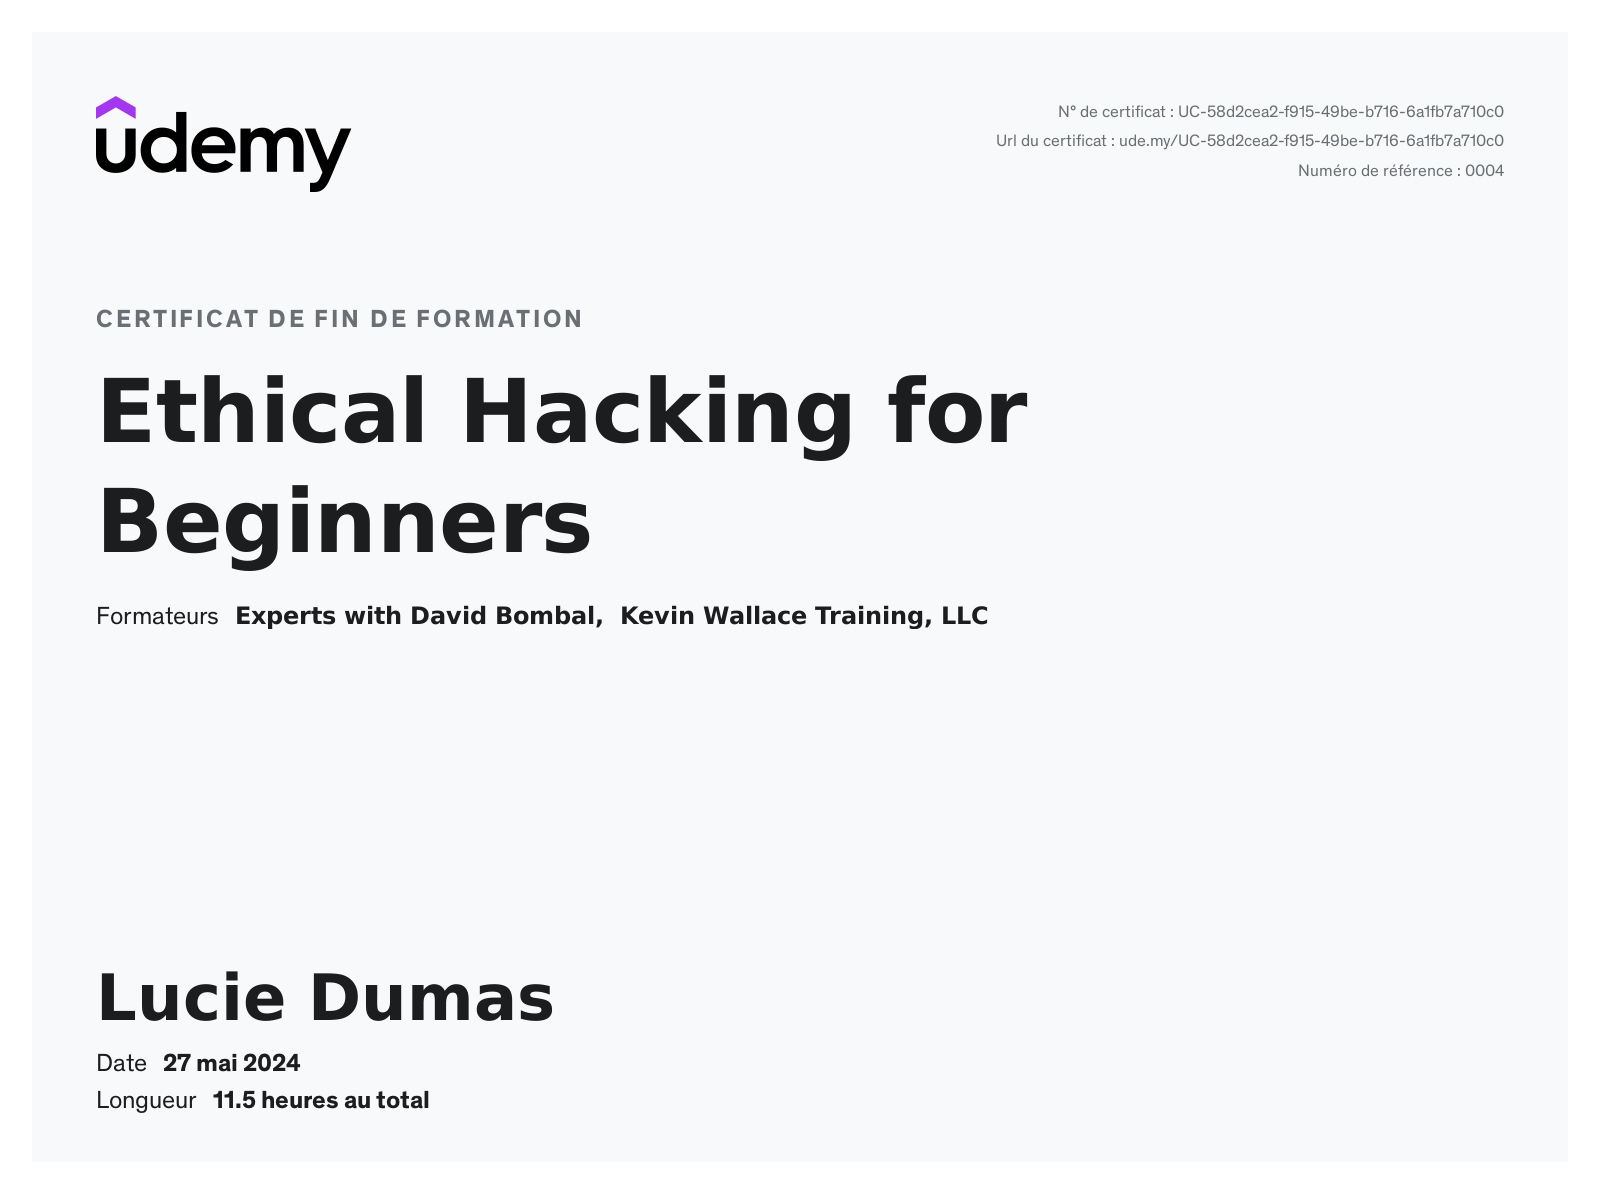 udemy
N° de certificat : UC-58d2cea2-f915-49be-b716-6a1fb7a710c0
Url du certificat : ude.my/UC-58d2cea2-f915-49be-b716-6a1fb7a710c0
Numéro de référence : 0004
CERTIFICAT DE FIN DE FORMATION
Ethical Hacking for
Beginners
Formateurs Experts with David Bombal, Kevin Wallace Training, LLC
Lucie Dumas
Date 27 mai 2024
Longueur 11.5 heures au total